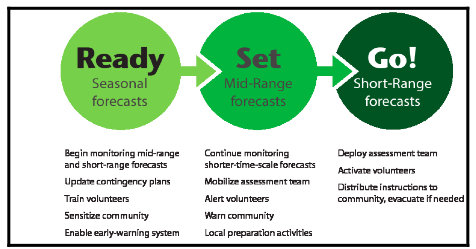 Ready
Seasonal
forecasts
Set
Mid-Range
forecasts
Go!
Short-Range
forecasts
Begin monitoring mid-range
and short-range forecasts
Update contingency plans
Train volunteers
Sensitize community
Enable early-warning system
Continue monitoring
shorter-time-scale forecasts
Mobilize assessment team
Alert volunteers
Warn community
Local preparation activities
Deploy assessment team
Activate volunteers
Distribute instructions to
community, evacuate if needed